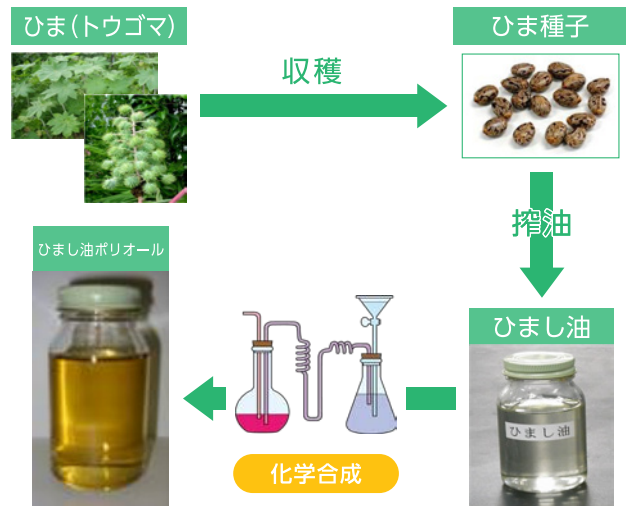 ひま(トウゴマ)
収穫
ひま種子
搾油
ひまし油
ひまし油
化学合成
ひまし油ポリオール